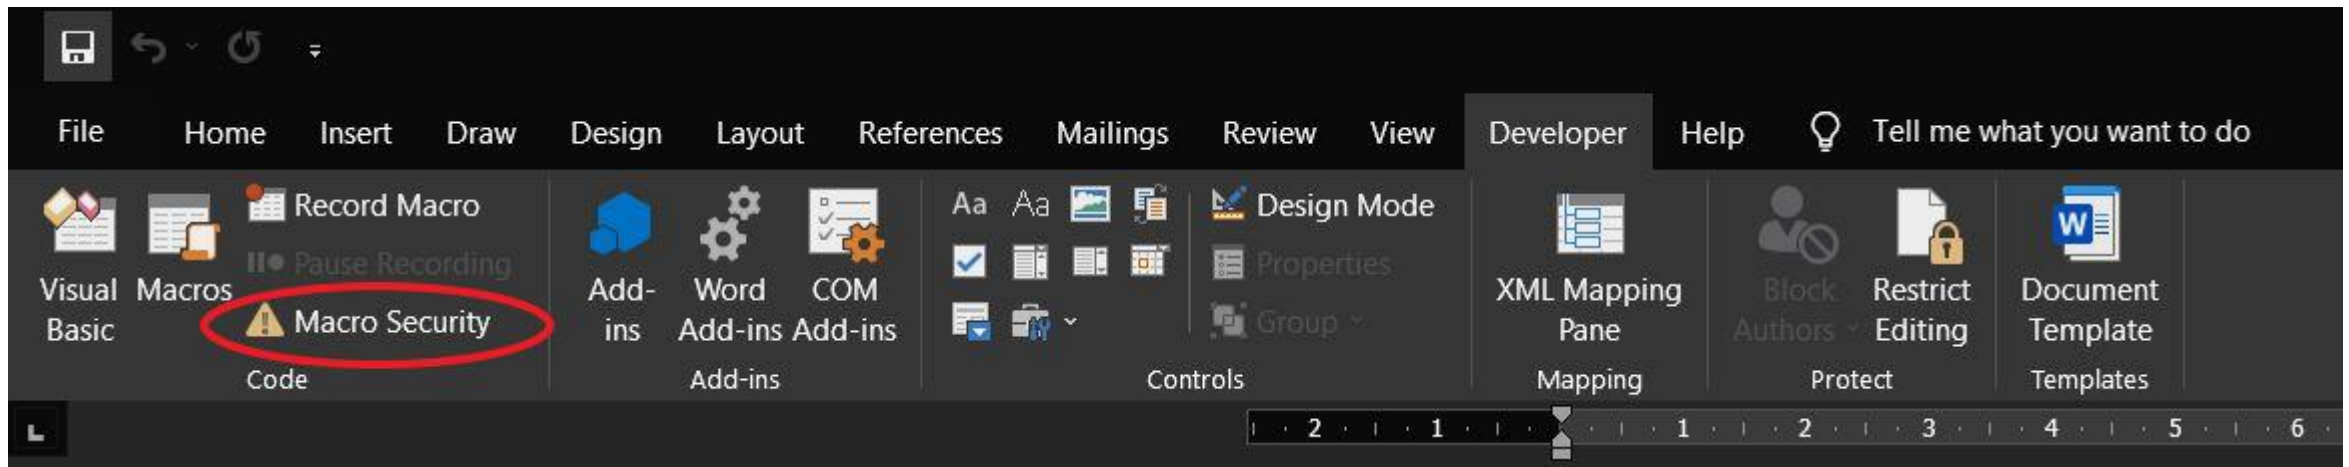 File Home Insert Draw Design Layout References Mailings Review View Developer Help Tell me what you want to do
Visual Basic
Macros
Record Macro
Pause Recording
Macro Security
Code
Add-ins
Word Add-ins
COM Add-ins
Add-ins
Aa Aa
Design Mode
Properties
Group
Controls
XML Mapping Pane
Mapping
Block Authors
Restrict Editing
Protect
W
Document Template
Templates
L
2 1 1 2 3 4 5 6